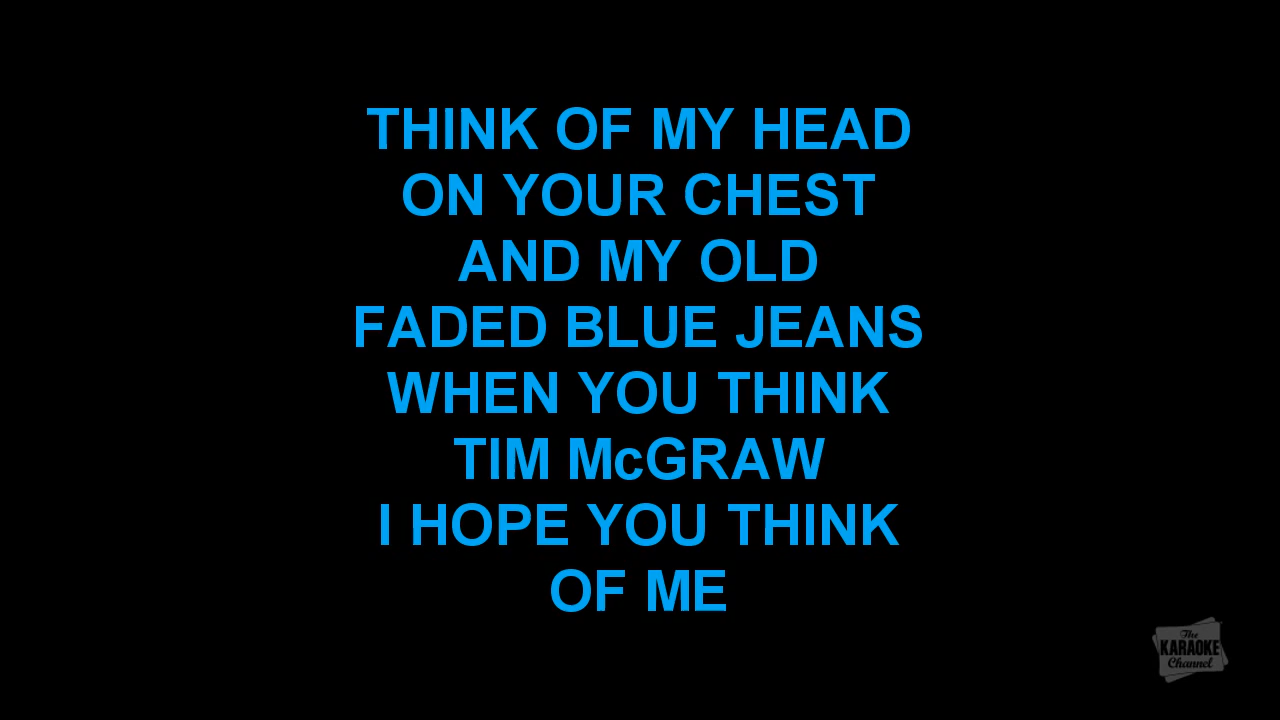 THINK OF MY HEAD
ON YOUR CHEST
AND MY OLD
FADED BLUE JEANS
WHEN YOU THINK
TIM McGRAW
I HOPE YOU THINK
OF ME
The
KARAOKE
Channel